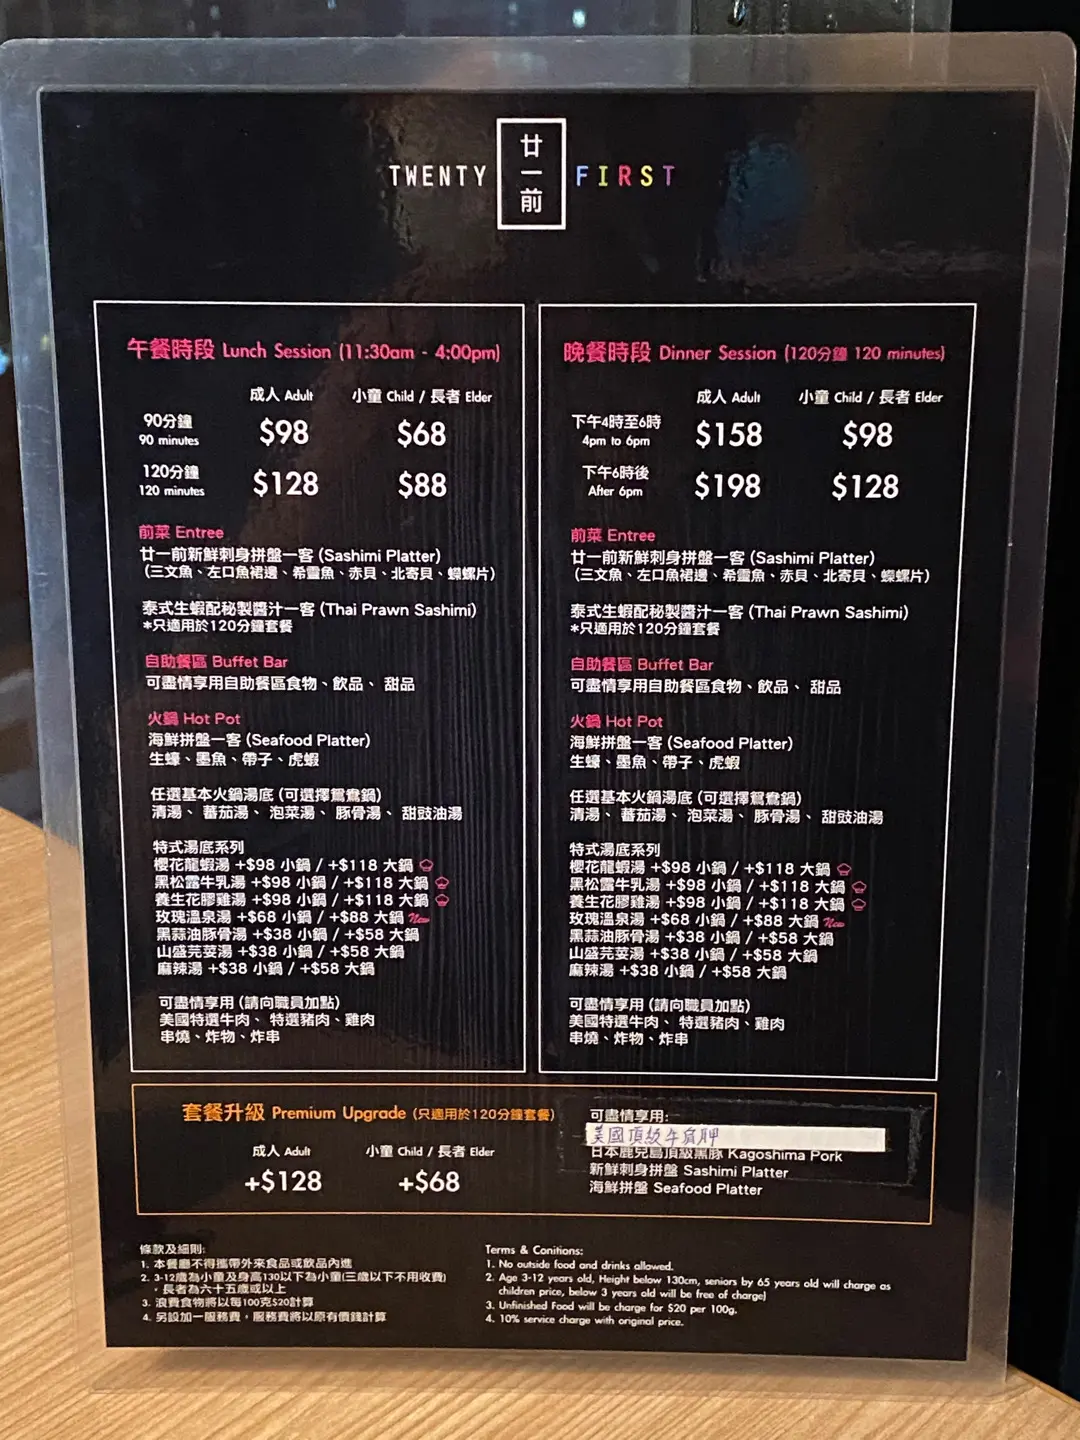 TWENTY 廿一前 FIRST
午餐時段 Lunch Session (11:30am - 4:00pm)
成人 Adult 小童 Child / 長者 Elder
90分鐘
90 minutes $98 $68
120分鐘
120 minutes $128 $88
前菜 Entree
廿一前新鮮刺身拼盤一客 (Sashimi Platter)
(三文魚、左口魚裙邊、希靈魚、赤貝、北寄貝、蠑螺片)
泰式生蝦配秘製醬汁一客 (Thai Prawn Sashimi)
*只適用於120分鐘套餐
自助餐區 Buffet Bar
可盡情享用自助餐區食物、飲品、 甜品
火鍋 Hot Pot
海鮮拼盤一客 (Seafood Platter)
生蠔、墨魚、帶子、虎蝦
任選基本火鍋湯底 (可選擇鴛鴦鍋)
清湯、 蕃茄湯、 泡菜湯、 豚骨湯、 甜豉油湯
特式湯底系列
櫻花龍蝦湯 +$98 小鍋 / +$118 大鍋
黑松露牛乳湯 +$98 小鍋 / +$118 大鍋
養生花膠雞湯 +$98 小鍋 / +$118 大鍋
玫瑰溫泉湯 +$68 小鍋 / +$88 大鍋 New
黑蒜油豚骨湯 +$38 小鍋 / +$58 大鍋
山盛芫荽湯 +$38 小鍋 / +$58 大鍋
麻辣湯 +$38 小鍋 / +$58 大鍋
可盡情享用 (請向職員加點)
美國特選牛肉、 特選豬肉、雞肉
串燒、炸物、炸串
晚餐時段 Dinner Session (120分鐘 120 minutes)
成人 Adult 小童 Child / 長者 Elder
下午4時至6時
4pm to 6pm $158 $98
下午6時後
After 6pm $198 $128
前菜 Entree
廿一前新鮮刺身拼盤一客 (Sashimi Platter)
(三文魚、左口魚裙邊、希靈魚、赤貝、北寄貝、蠑螺片)
泰式生蝦配秘製醬汁一客 (Thai Prawn Sashimi)
*只適用於120分鐘套餐
自助餐區 Buffet Bar
可盡情享用自助餐區食物、飲品、 甜品
火鍋 Hot Pot
海鮮拼盤一客 (Seafood Platter)
生蠔、墨魚、帶子、虎蝦
任選基本火鍋湯底 (可選擇鴛鴦鍋)
清湯、 蕃茄湯、 泡菜湯、 豚骨湯、 甜豉油湯
特式湯底系列
櫻花龍蝦湯 +$98 小鍋 / +$118 大鍋
黑松露牛乳湯 +$98 小鍋 / +$118 大鍋
養生花膠雞湯 +$98 小鍋 / +$118 大鍋
玫瑰溫泉湯 +$68 小鍋 / +$88 大鍋 New
黑蒜油豚骨湯 +$38 小鍋 / +$58 大鍋
山盛芫荽湯 +$38 小鍋 / +$58 大鍋
麻辣湯 +$38 小鍋 / +$58 大鍋
可盡情享用 (請向職員加點)
美國特選牛肉、 特選豬肉、雞肉
串燒、炸物、炸串
套餐升級 Premium Upgrade (只適用於120分鐘套餐)
成人 Adult 小童 Child / 長者 Elder
+$128 +$68
可盡情享用:
美國頂級牛肩胛
日本鹿兒島頂級黑豚 Kagoshima Pork
新鮮刺身拼盤 Sashimi Platter
海鮮拼盤 Seafood Platter
條款及細則:
1. 本餐廳不得攜帶外來食品或飲品內進
2. 3-12歲為小童及身高130以下為小童(三歲以下不用收費)
，長者為六十五歲或以上
3. 浪費食物將以每100克$20計算
4. 另設加一服務費，服務費將以原有價錢計算
Terms & Conitions:
1. No outside food and drinks allowed.
2. Age 3-12 years old, Height below 130cm, seniors by 65 years old will charge as
children price, below 3 years old will be free of charge)
3. Unfinished Food will be charge for $20 per 100g.
4. 10% service charge with original price.